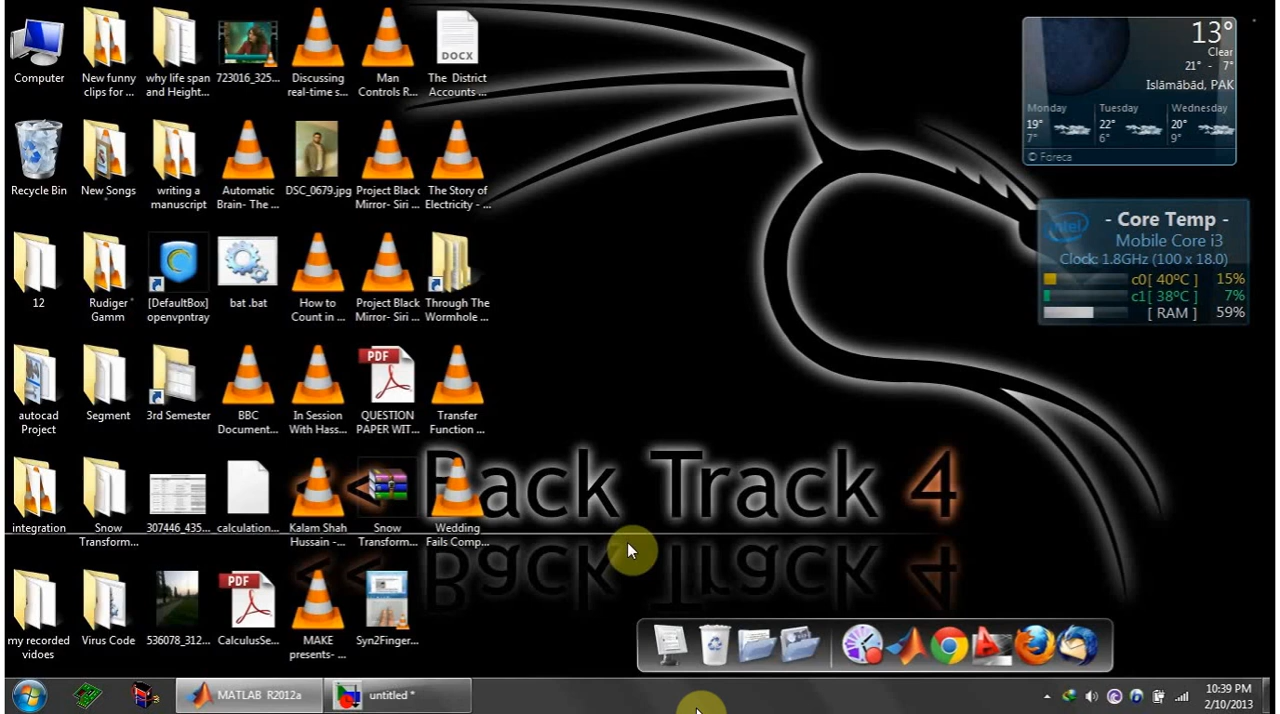 Computer
New funny
clips for ...
why life span
and Height...
723016_325...
Discussing
real-time s...
Man
Controls R...
DOCX
The District
Accounts ...
13°
Clear
21° - 7°
Islāmābād, PAK
Monday
19°
7°
Tuesday
22°
6°
Wednesday
20°
9°
© Foreca
Recycle Bin
New Songs
writing a
manuscript
Automatic
Brain- The ...
DSC_0679.jpg
Project Black
Mirror- Siri ...
The Story of
Electricity - ...
intel
- Core Temp -
Mobile Core i3
Clock: 1.8GHz (100 x 18.0)
c0[ 40°C ] 15%
c1[ 38°C ] 7%
[ RAM ] 59%
12
Rudiger
Gamm
[DefaultBox]
openvpntray
bat .bat
How to
Count in ...
Project Black
Mirror- Siri ...
Through The
Wormhole ...
autocad
Project
Segment
3rd Semester
BBC
Document...
In Session
With Hass...
PDF
QUESTION
PAPER WIT...
Transfer
Function ...
<< Back Track 4
integration
Snow
Transform...
307446_435...
calculation...
Kalam Shah
Hussain -...
Snow
Transform...
Wedding
Fails Comp...
<< Back Track 4
my recorded
vidoes
Virus Code
536078_312...
PDF
CalculusSe...
MAKE
presents- ...
Syn2Finger...
MATLAB R2012a
untitled *
10:39 PM
2/10/2013